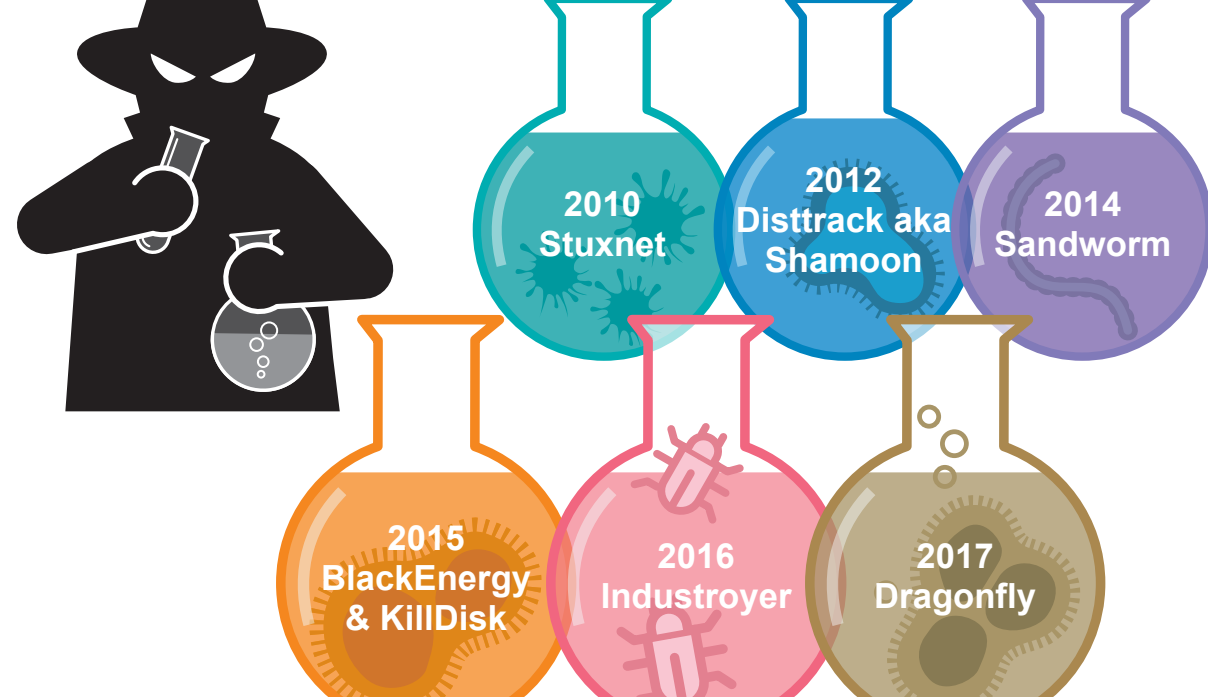 2010
Stuxnet
2012
Disttrack aka
Shamoon
2014
Sandworm
2015
BlackEnergy
& KillDisk
2016
Industroyer
2017
Dragonfly